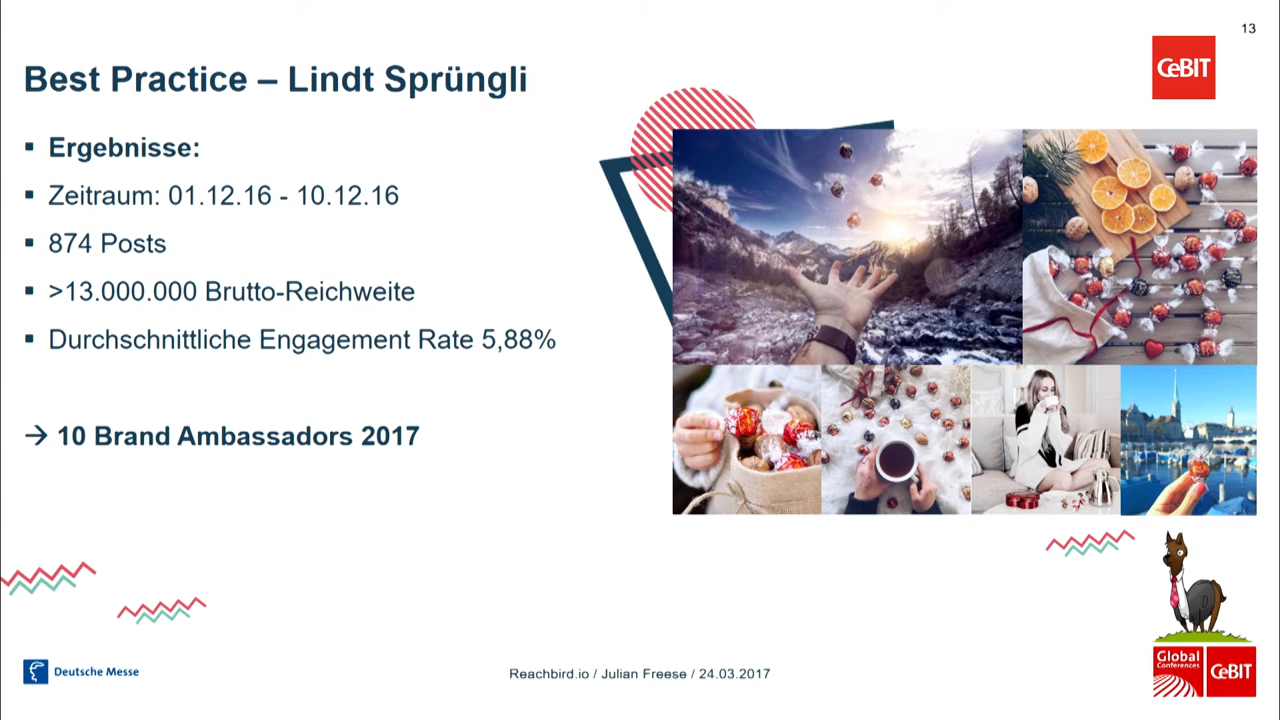 13
CeBIT
Best Practice – Lindt Sprüngli
▪ Ergebnisse:
▪ Zeitraum: 01.12.16 - 10.12.16
▪ 874 Posts
▪ >13.000.000 Brutto-Reichweite
▪ Durchschnittliche Engagement Rate 5,88%
→ 10 Brand Ambassadors 2017
Deutsche Messe
Reachbird.io / Julian Freese / 24.03.2017
Global
Conferences
CeBIT